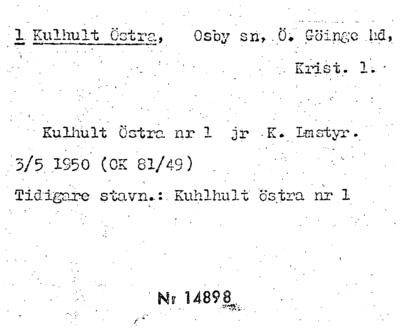 1 Kulhult Östra, Osby sn, Ö. Göinge hd,
Krist. l.
Kulhult Östra nr 1 jr K. Lmstyr.
3/5 1950 (CK 81/49)
Tidigare stavn.: Kuhlhult östra nr 1
Nr 14898